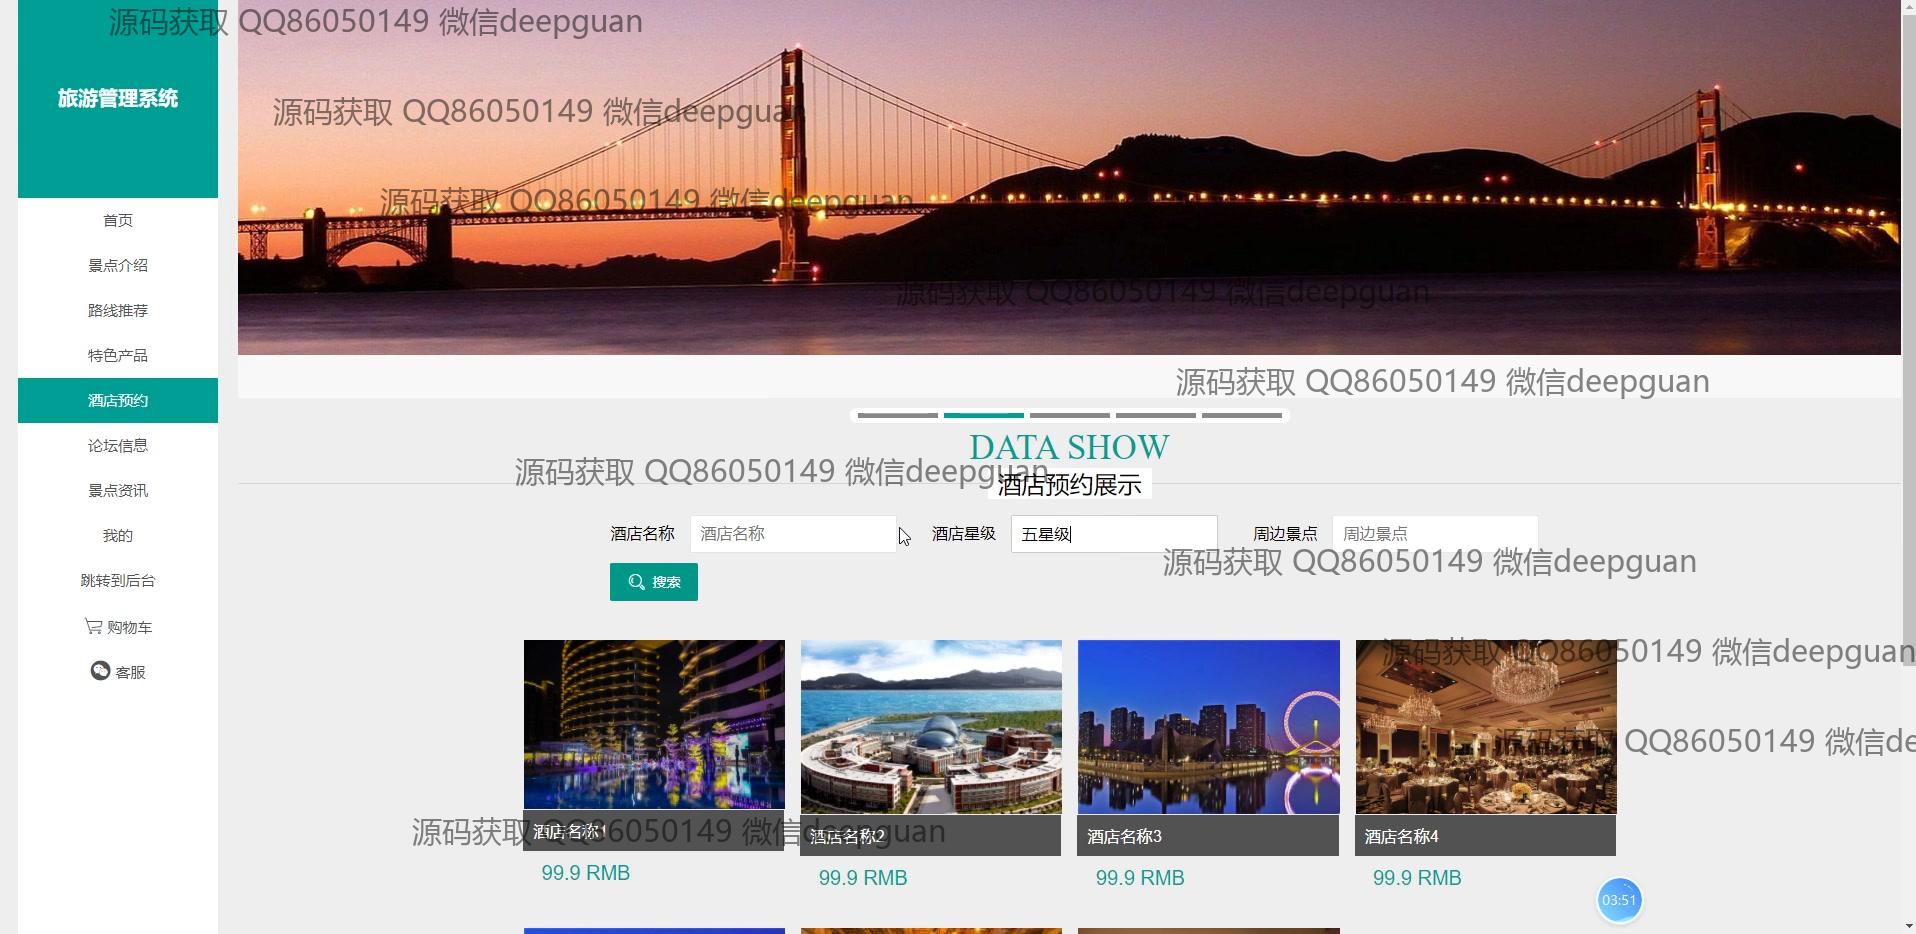 源码获取 QQ86050149 微信deepguan
旅游管理系统
源码获取 QQ86050149 微信deepguan
源码获取 QQ86050149 微信deepguan
首页
景点介绍
源码获取 QQ86050149 微信deepguan
路线推荐
特色产品
源码获取 QQ86050149 微信deepguan
酒店预约
论坛信息
DATA SHOW
源码获取 QQ86050149 微信deepguan
酒店预约展示
景点资讯
我的
酒店名称 酒店名称 酒店星级 五星级 周边景点 周边景点
源码获取 QQ86050149 微信deepguan
跳转到后台
搜索
购物车
源码获取 QQ86050149 微信deepguan
客服
源码获取 QQ86050149 微信de
源码获取 QQ86050149 微信deepguan
酒店名称1 酒店名称2 酒店名称3 酒店名称4
99.9 RMB 99.9 RMB 99.9 RMB 99.9 RMB
03:51